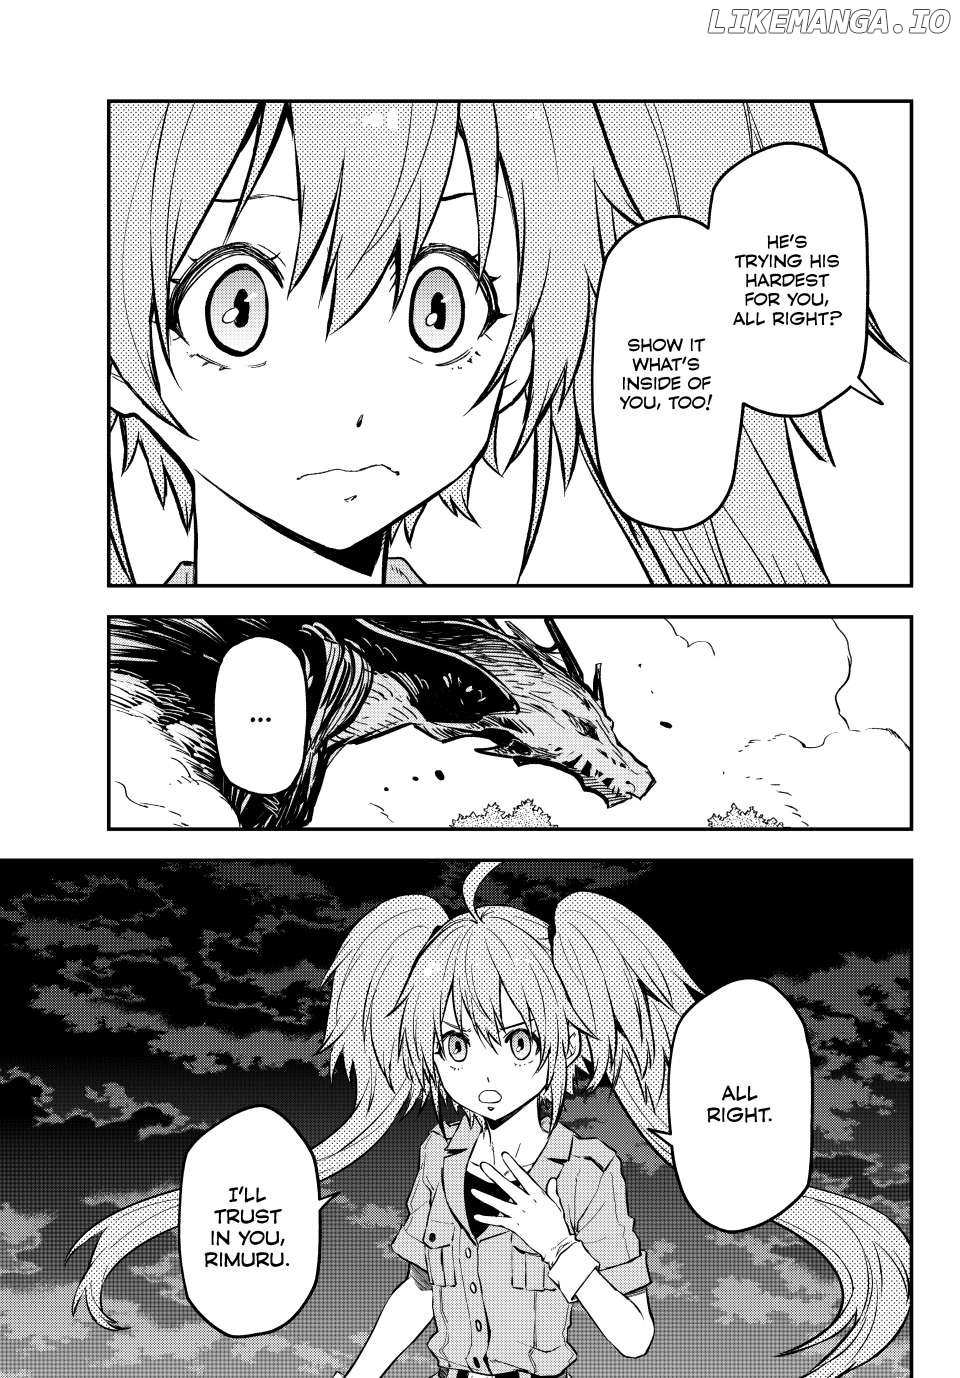 LIKEMANGA.IO
HE'S
TRYING HIS
HARDEST
FOR YOU,
ALL RIGHT?
SHOW IT
WHAT'S
INSIDE OF
YOU, TOO!
...
ALL
RIGHT.
I'LL
TRUST
IN YOU,
RIMURU.